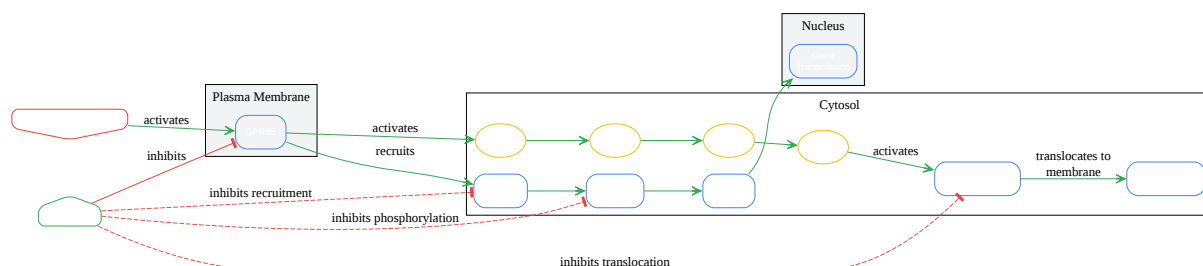 Nucleus
Plasma Membrane
Cytosol
activates
activates
inhibits
recruits
activates
translocates to
membrane
inhibits recruitment
inhibits phosphorylation
inhibits translocation